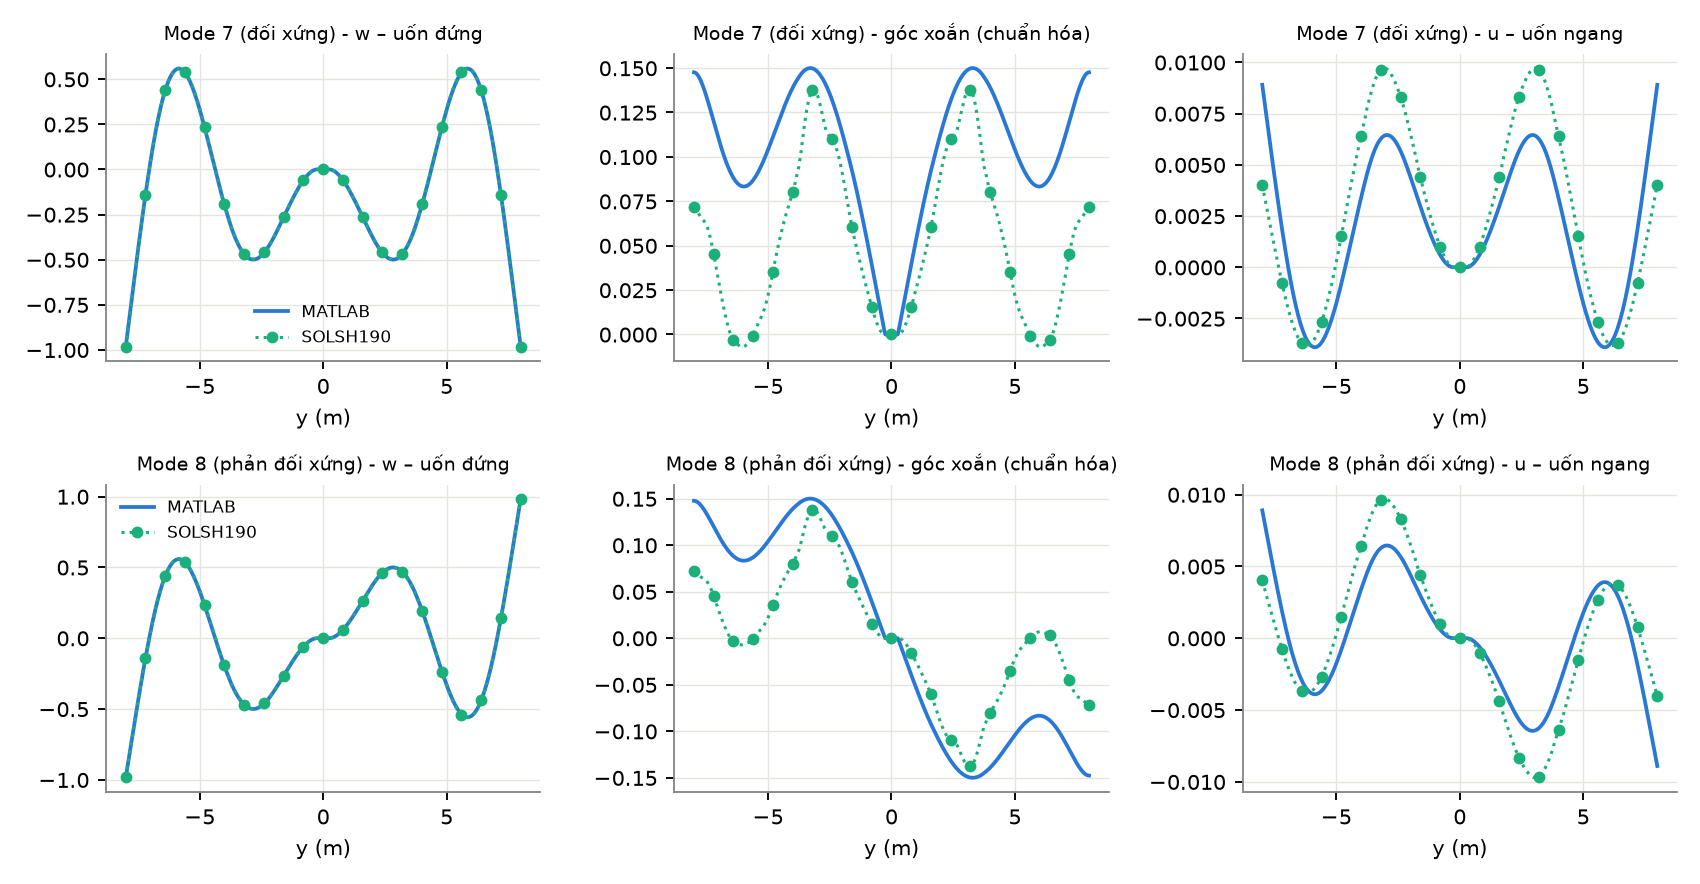 Mode 7 (đối xứng) - w – uốn đứng
0.50
0.25
0.00
−0.25
−0.50
−0.75
−1.00
MATLAB
SOLSH190
−5 0 5
y (m)
Mode 7 (đối xứng) - góc xoắn (chuẩn hóa)
0.150
0.125
0.100
0.075
0.050
0.025
0.000
−5 0 5
y (m)
Mode 7 (đối xứng) - u – uốn ngang
0.0100
0.0075
0.0050
0.0025
0.0000
−0.0025
−5 0 5
y (m)
Mode 8 (phản đối xứng) - w – uốn đứng
1.0
0.5
0.0
−0.5
−1.0
MATLAB
SOLSH190
−5 0 5
y (m)
Mode 8 (phản đối xứng) - góc xoắn (chuẩn hóa)
0.15
0.10
0.05
0.00
−0.05
−0.10
−0.15
−5 0 5
y (m)
Mode 8 (phản đối xứng) - u – uốn ngang
0.010
0.005
0.000
−0.005
−0.010
−5 0 5
y (m)